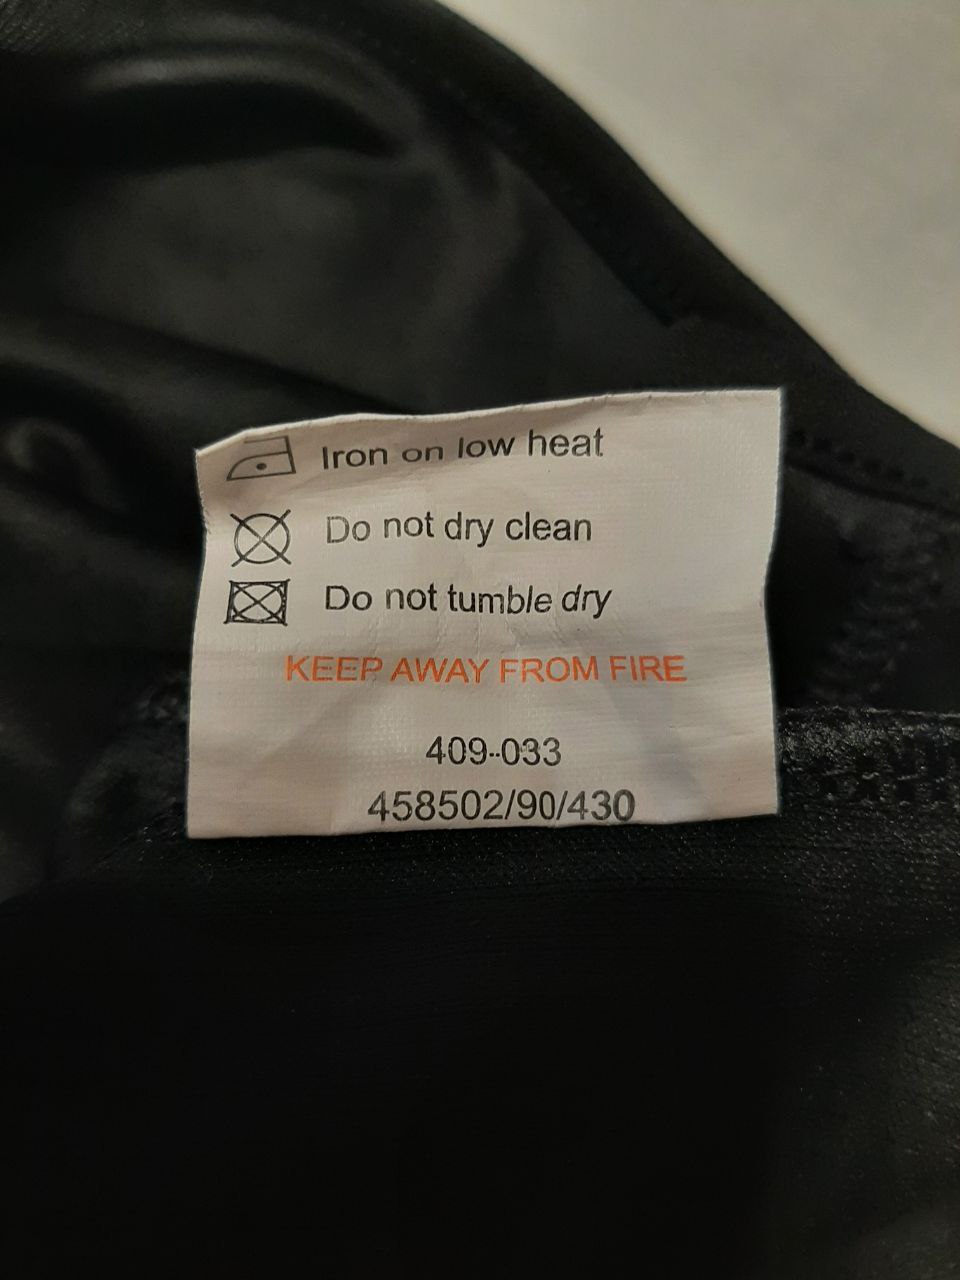 Iron on low heat
Do not dry clean
Do not tumble dry
KEEP AWAY FROM FIRE
409-033
458502/90/430